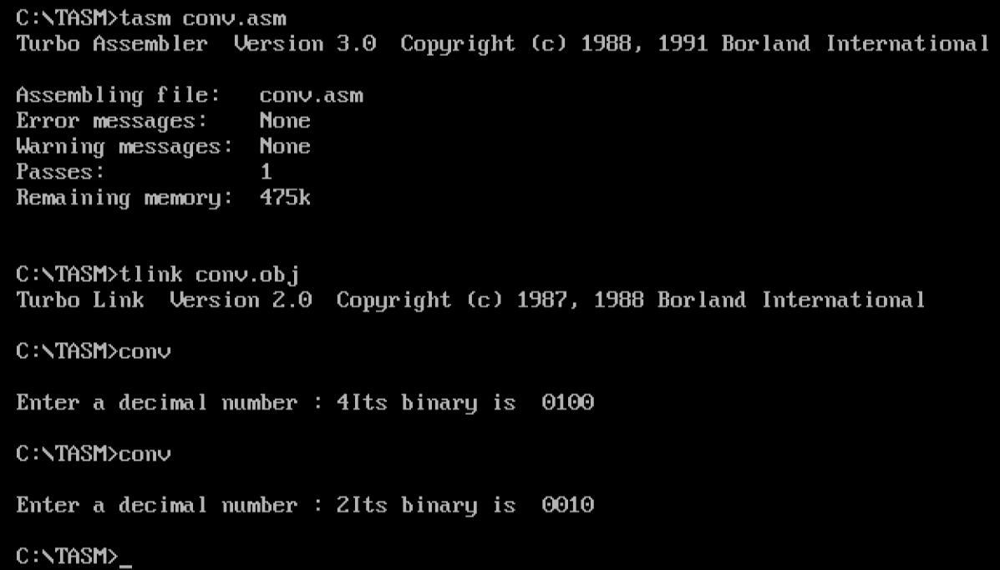 C:\TASM>tasm conv.asm
Turbo Assembler  Version 3.0  Copyright (c) 1988, 1991 Borland International
Assembling file:   conv.asm
Error messages:    None
Warning messages:  None
Passes:            1
Remaining memory:  475k
C:\TASM>tlink conv.obj
Turbo Link  Version 2.0  Copyright (c) 1987, 1988 Borland International
C:\TASM>conv
Enter a decimal number : 4Its binary is  0100
C:\TASM>conv
Enter a decimal number : 2Its binary is  0010
C:\TASM>_